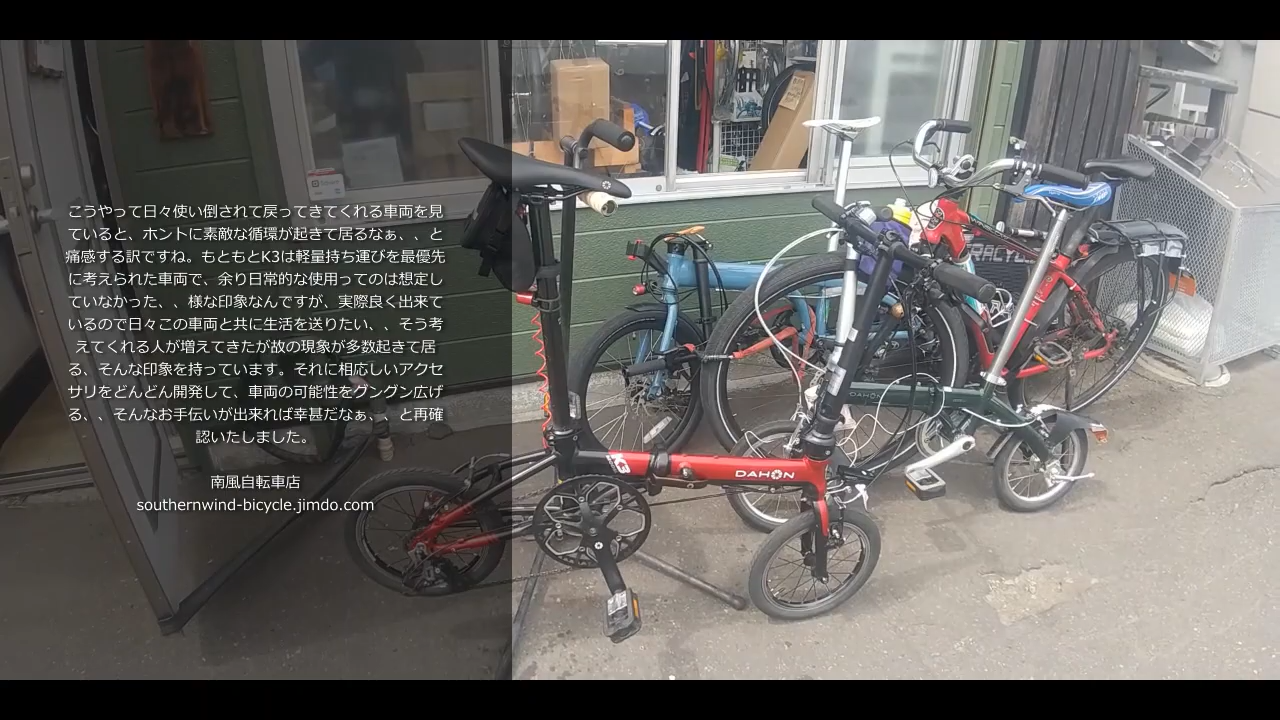 こうやって日々使い倒されて戻ってきてくれる車両を見
ていると、ホントに素敵な循環が起きて居るなぁ、、と
痛感する訳ですね。もともとK3は軽量持ち運びを最優先
に考えられた車両で、余り日常的な使用ってのは想定し
ていなかった、、様な印象なんですが、実際良く出来て
いるので日々この車両と共に生活を送りたい、、そう考
えてくれる人が増えてきたが故の現象が多数起きて居
る、そんな印象を持っています。それに相応しいアクセ
サリをどんどん開発して、車両の可能性をグングン広げ
る、、そんなお手伝いが出来れば幸甚だなぁ、、と再確
認いたしました。
南風自転車店
southernwind-bicycle.jimdo.com
K3
DAHON
DAHON